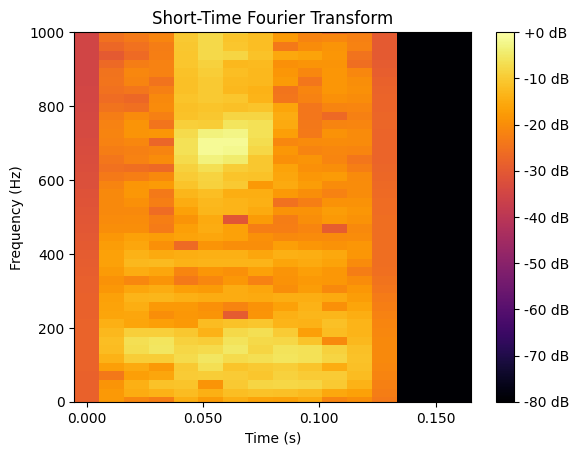 Short-Time Fourier Transform
Frequency (Hz)
1000
800
600
400
200
0
0.000
0.050
0.100
0.150
Time (s)
+0 dB
-10 dB
-20 dB
-30 dB
-40 dB
-50 dB
-60 dB
-70 dB
-80 dB